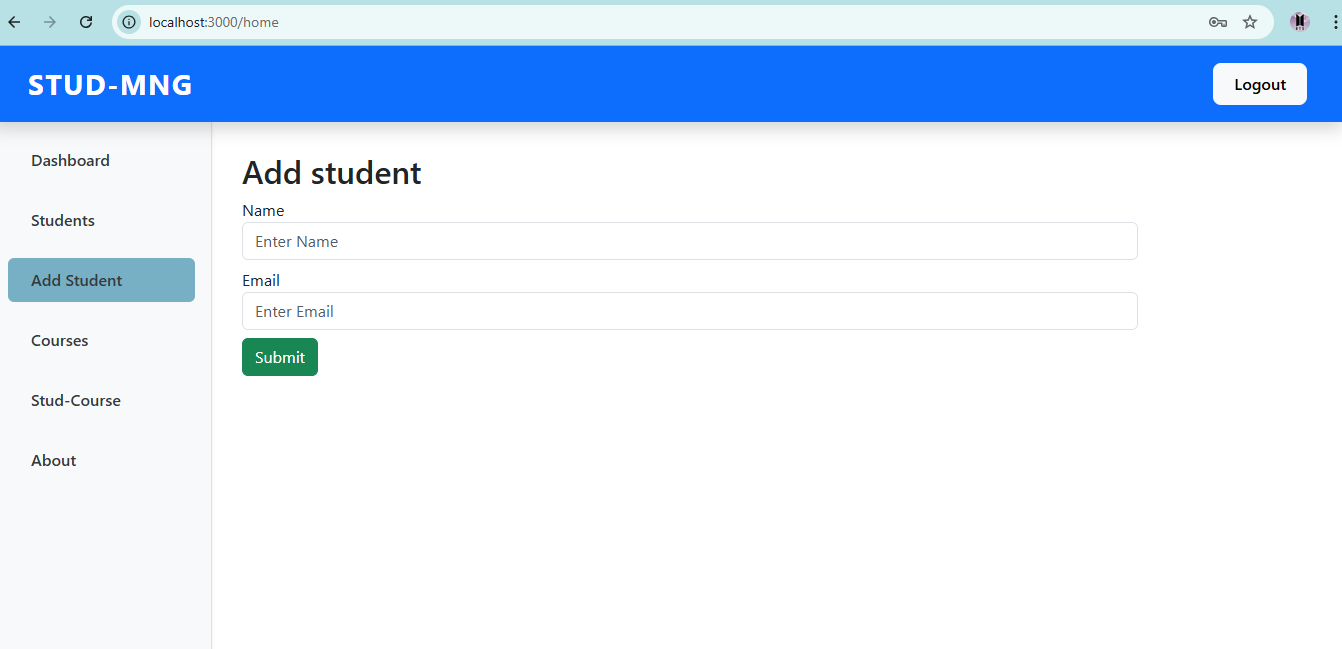 localhost:3000/home
STUD-MNG
Logout
Dashboard
Students
Add Student
Courses
Stud-Course
About
Add student
Name
Enter Name
Email
Enter Email
Submit